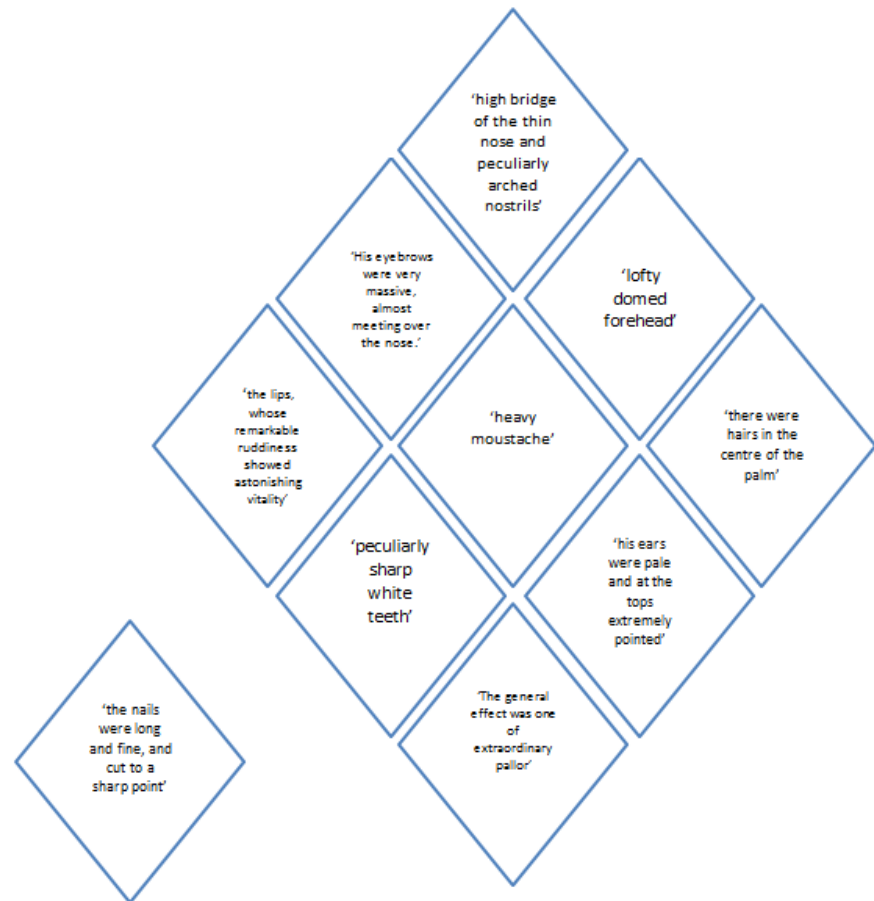 ‘high bridge
of the thin
nose and
peculiarly
arched
nostrils’
‘His eyebrows
were very
massive,
almost
meeting over
the nose.’
‘lofty
domed
forehead’
‘the lips,
whose
remarkable
ruddiness
showed
astonishing
vitality’
‘heavy
moustache’
‘there were
hairs in the
centre of the
palm’
‘peculiarly
sharp
white
teeth’
‘his ears
were pale
and at the
tops
extremely
pointed’
‘the nails
were long
and fine, and
cut to a
sharp point’
‘The general
effect was one
of
extraordinary
pallor’